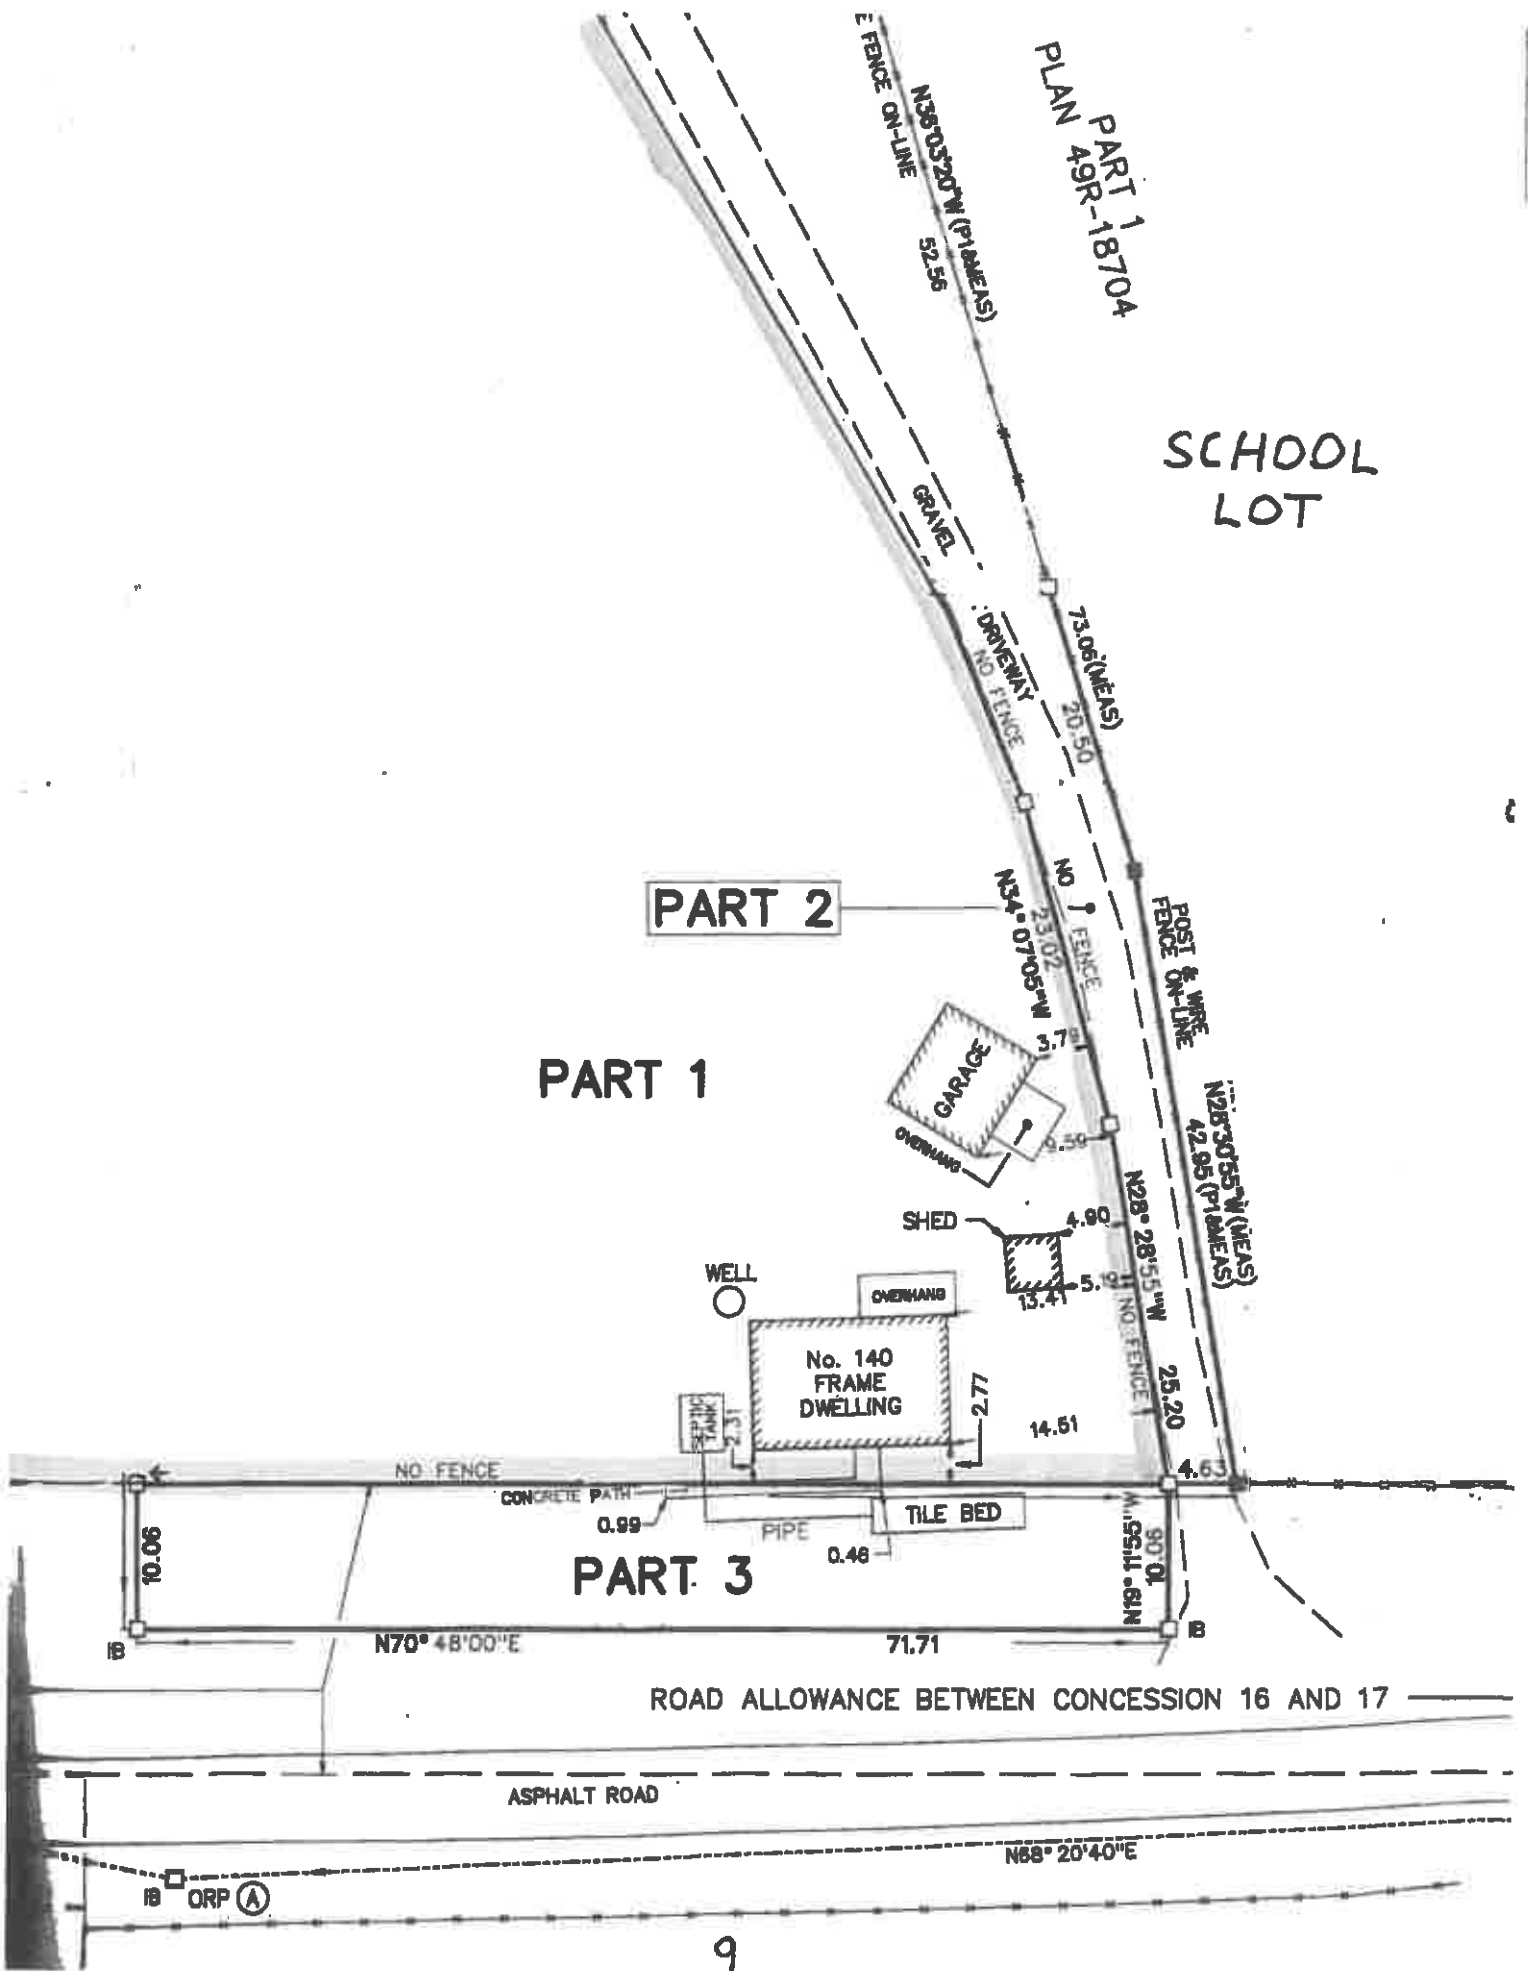 PART 1
PLAN 49R-18704
E FENCE ON-LINE
N36°03'20"W (P1&MEAS)
52.56
SCHOOL
LOT
GRAVEL
DRIVEWAY
NO FENCE
73.06 (MEAS)
20.50
PART 2
NO FENCE
N34°07'05"W
23.02
POST & WIRE
FENCE ON-LINE
PART 1
GARAGE
3.78
OVERHANG
9.59
N28°30'55"W (MEAS)
42.95 (P1&MEAS)
N28°28'55"W
SHED
4.90
5.19
13.41
NO FENCE
WELL
OVERHANG
No. 140
FRAME
DWELLING
SEPTIC
TANK
2.31
2.77
14.51
25.20
4.63
NO FENCE
CONCRETE PATH
0.99
PIPE
TILE BED
0.46
10.06
PART 3
N19°11'55"W
10.06
IB
N70°48'00"E
71.71
IB
ROAD ALLOWANCE BETWEEN CONCESSION 16 AND 17
ASPHALT ROAD
N68°20'40"E
IB
ORP A
9